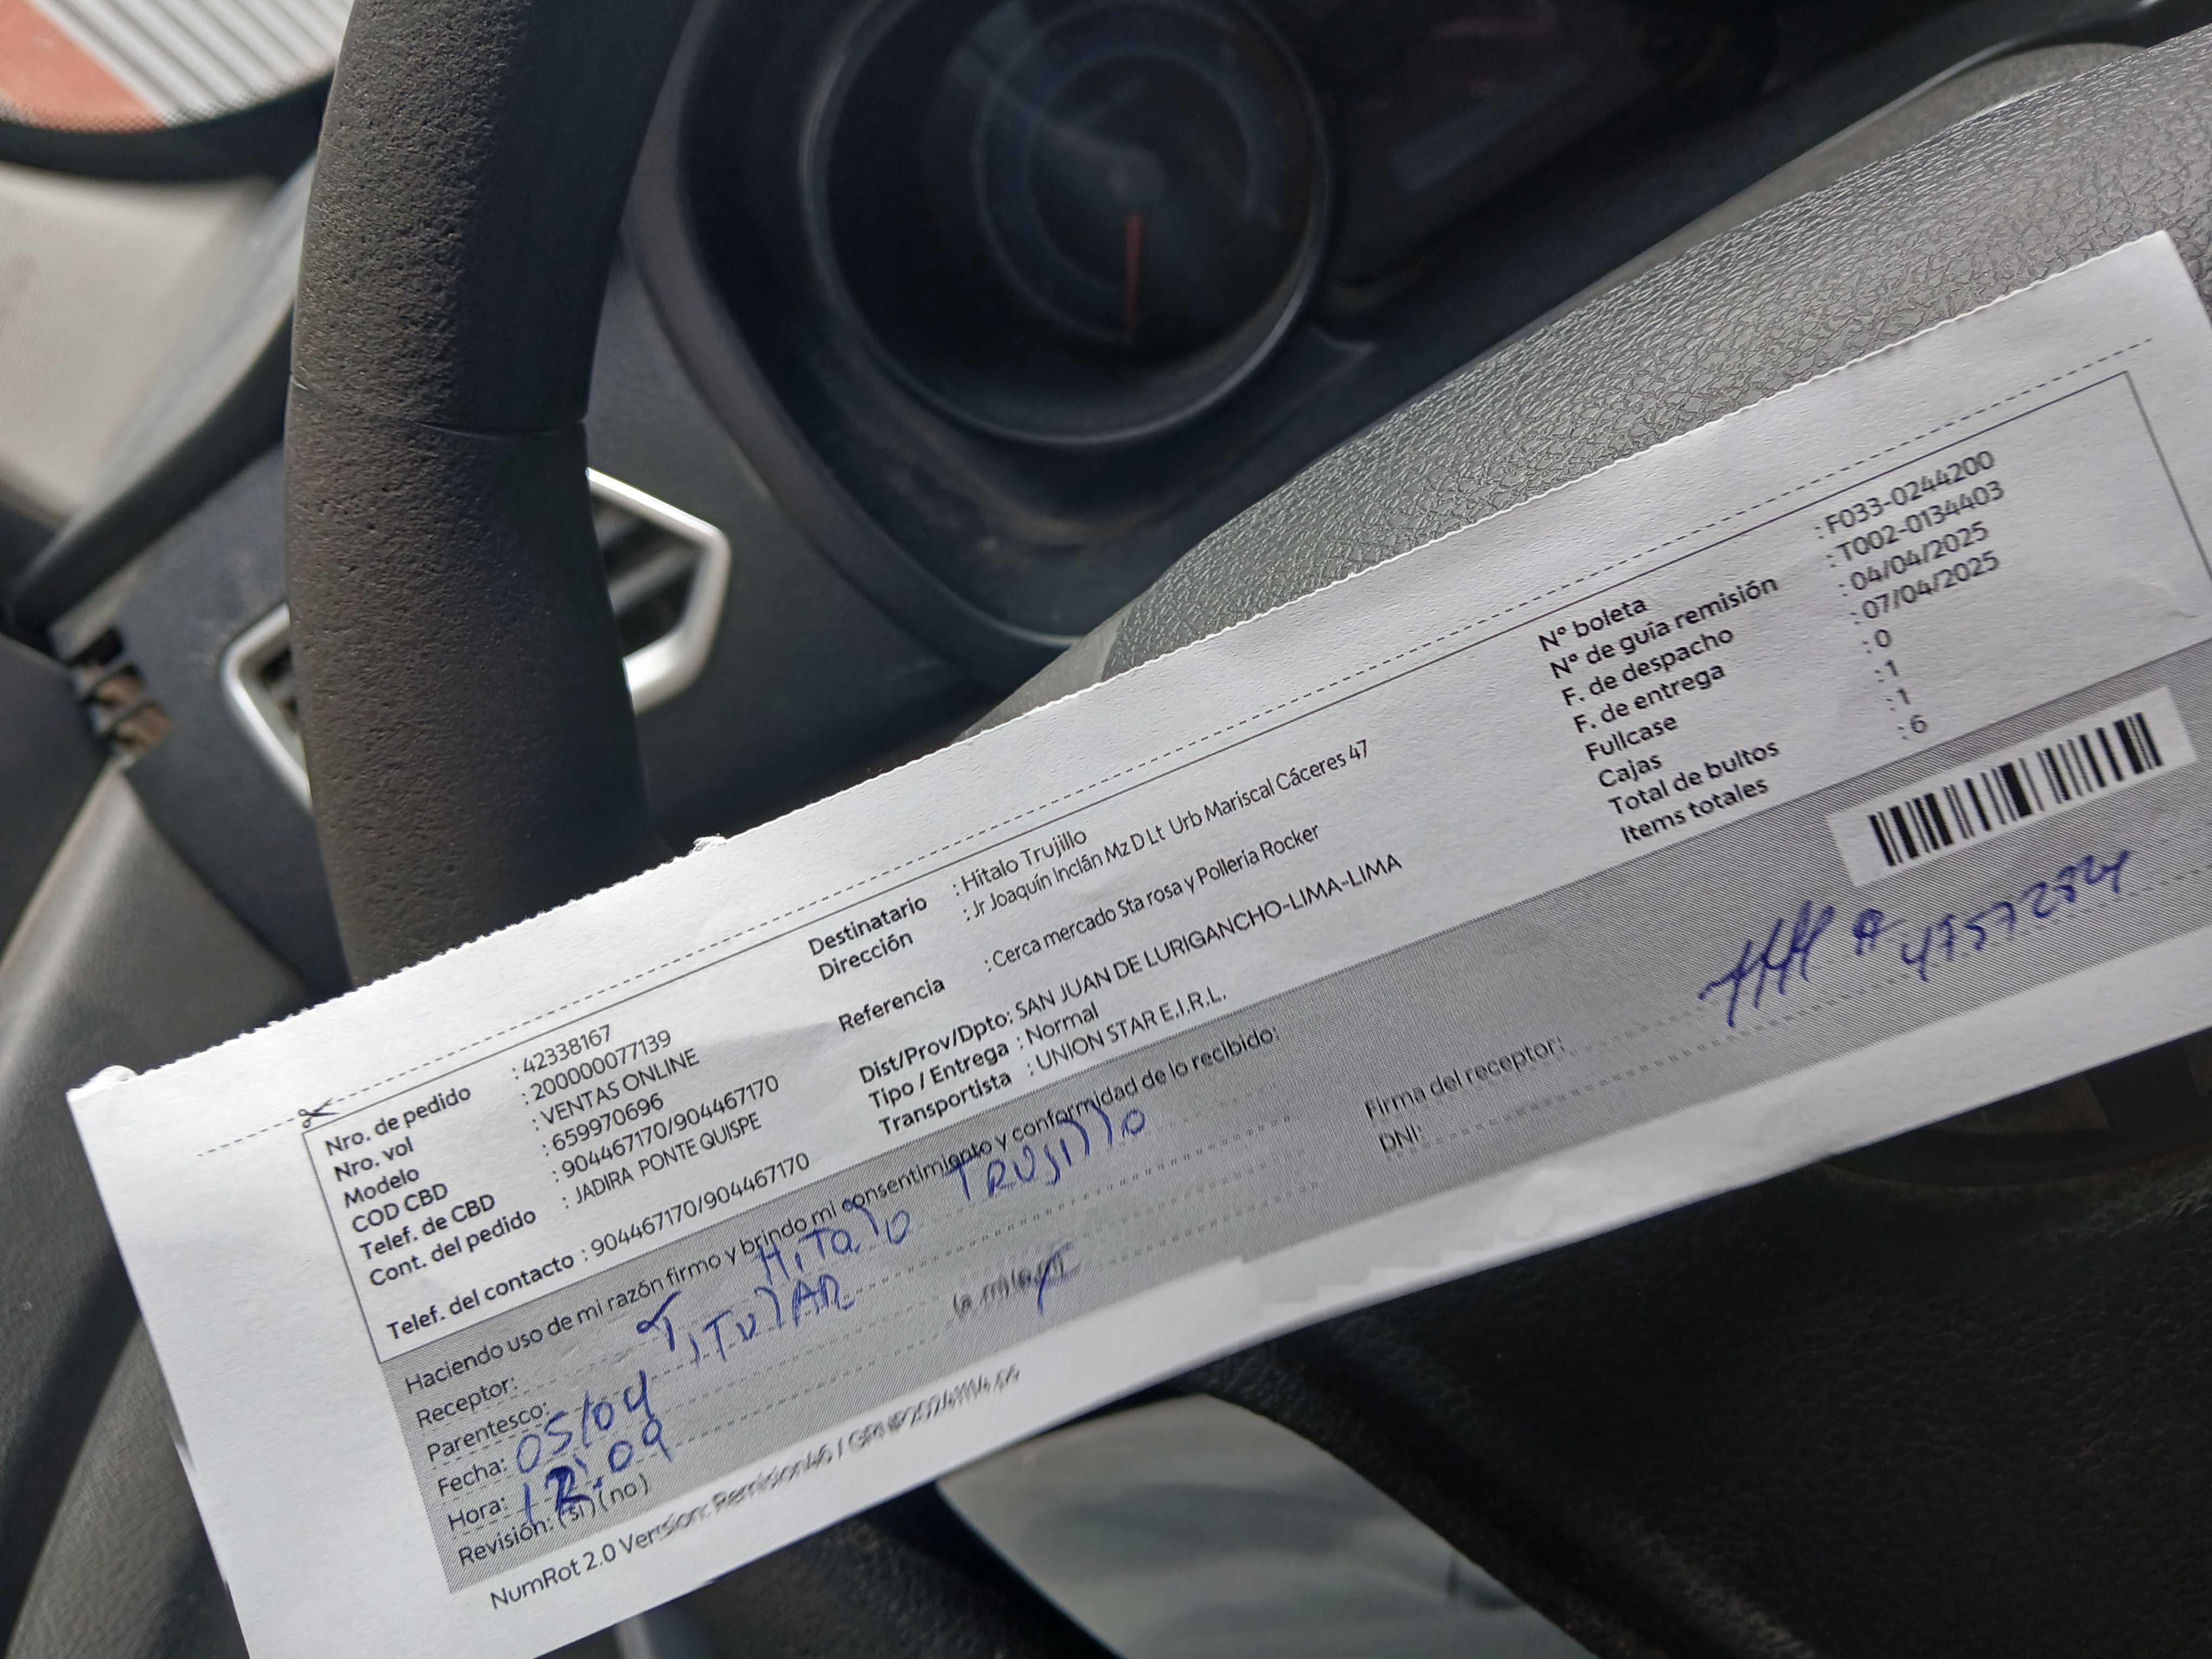 Nro. de pedido : 42338167
Nro. vol : 200000077139
Modelo : VENTAS ONLINE
COD CBD : 659970696
Telef. de CBD : 904467170/904467170
Cont. del pedido : JADIRA PONTE QUISPE
Telef. del contacto : 904467170/904467170
Destinatario : Hitalo Trujillo
Dirección : Jr Joaquín Inclán Mz D Lt Urb Mariscal Cáceres 47
Referencia : Cerca mercado Sta rosa y Pollería Rocker
Dist/Prov/Dpto: SAN JUAN DE LURIGANCHO-LIMA-LIMA
Tipo / Entrega : Normal
Transportista : UNION STAR E.I.R.L.
N° boleta : F033-0244200
N° de guía remisión : T002-0134403
F. de despacho : 04/04/2025
F. de entrega : 07/04/2025
Fullcase : 0
Cajas : 1
Total de bultos : 1
Items totales : 6
Haciendo uso de mi razón firmo y brindo mi consentimiento y conformidad de lo recibido:
Receptor: Hitalo TRUJillo
Parentesco: TITUlAR
Fecha: 05/04
Hora: 12:09 (a.m) (p.m)
Revisión: (si) (no)
Firma del receptor:
DNI:
NumRot 2.0 Version: Remision46 /